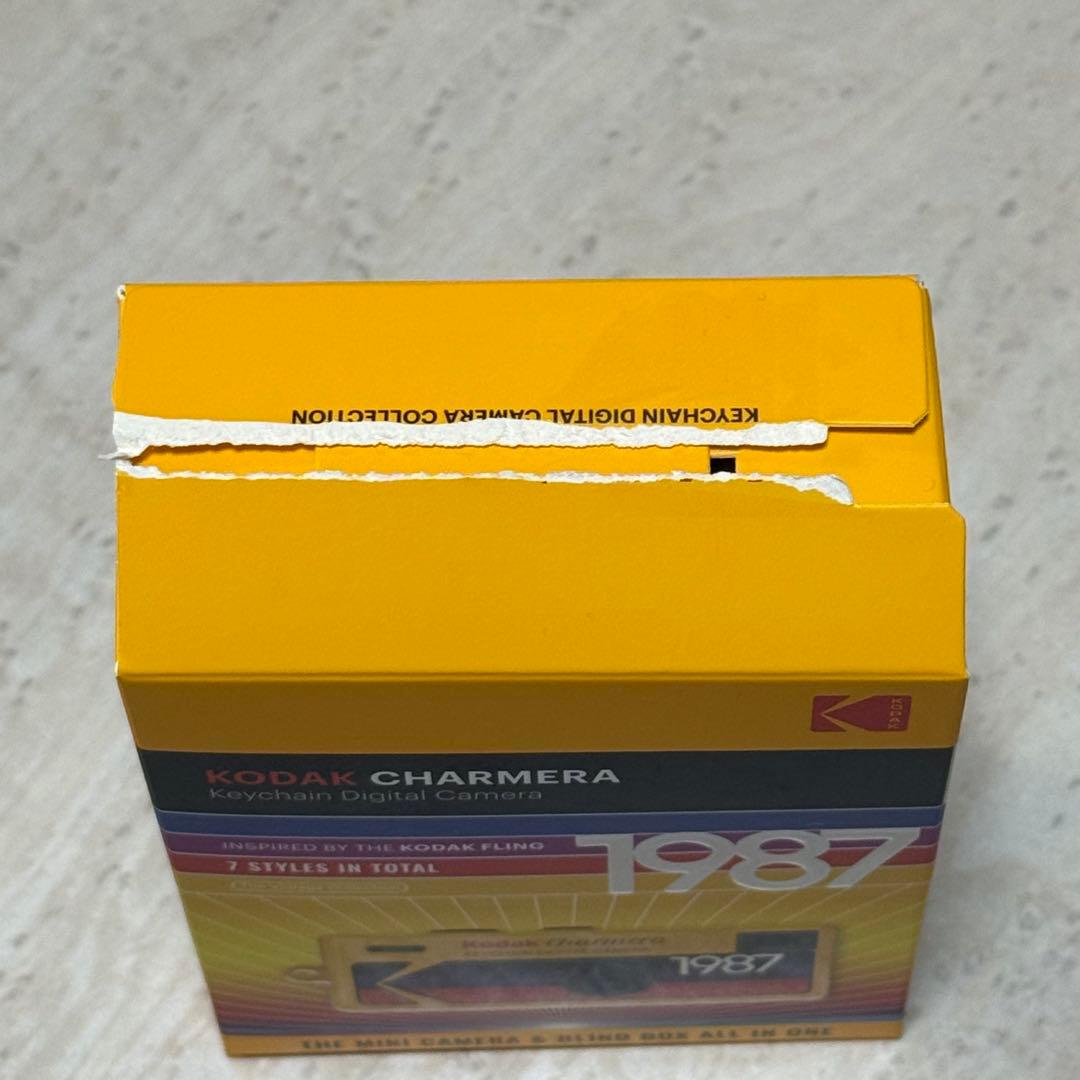 KEYCHAIN DIGITAL CAMERA COLLECTION
KODAK
KODAK CHARMERA
Keychain Digital Camera
INSPIRED BY THE KODAK FLING
1987
7 STYLES IN TOTAL
Kodak Charmera
1987
THE MINI CAMERA & BLIND BOX ALL IN ONE